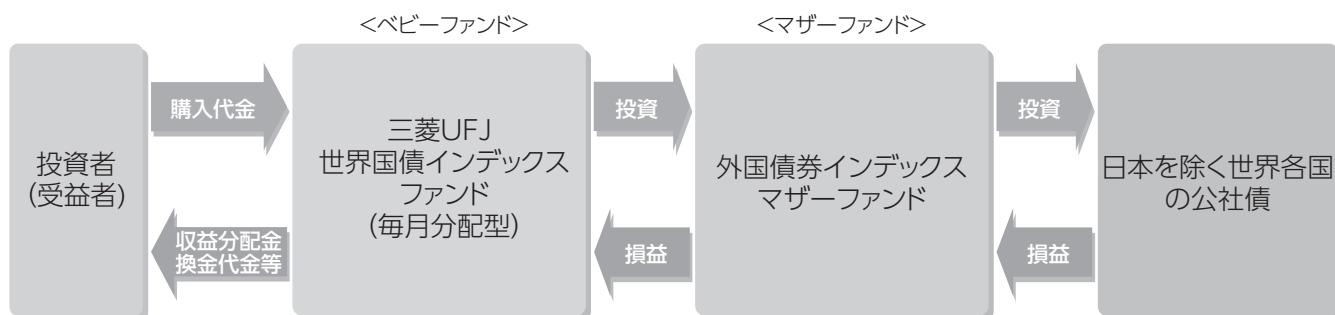 <ベビーファンド>
<マザーファンド>
投資者
(受益者)
購入代金
収益分配金
換金代金等
三菱UFJ
世界国債インデックス
ファンド
(毎月分配型)
投資
損益
外国債券インデックス
マザーファンド
投資
損益
日本を除く世界各国
の公社債